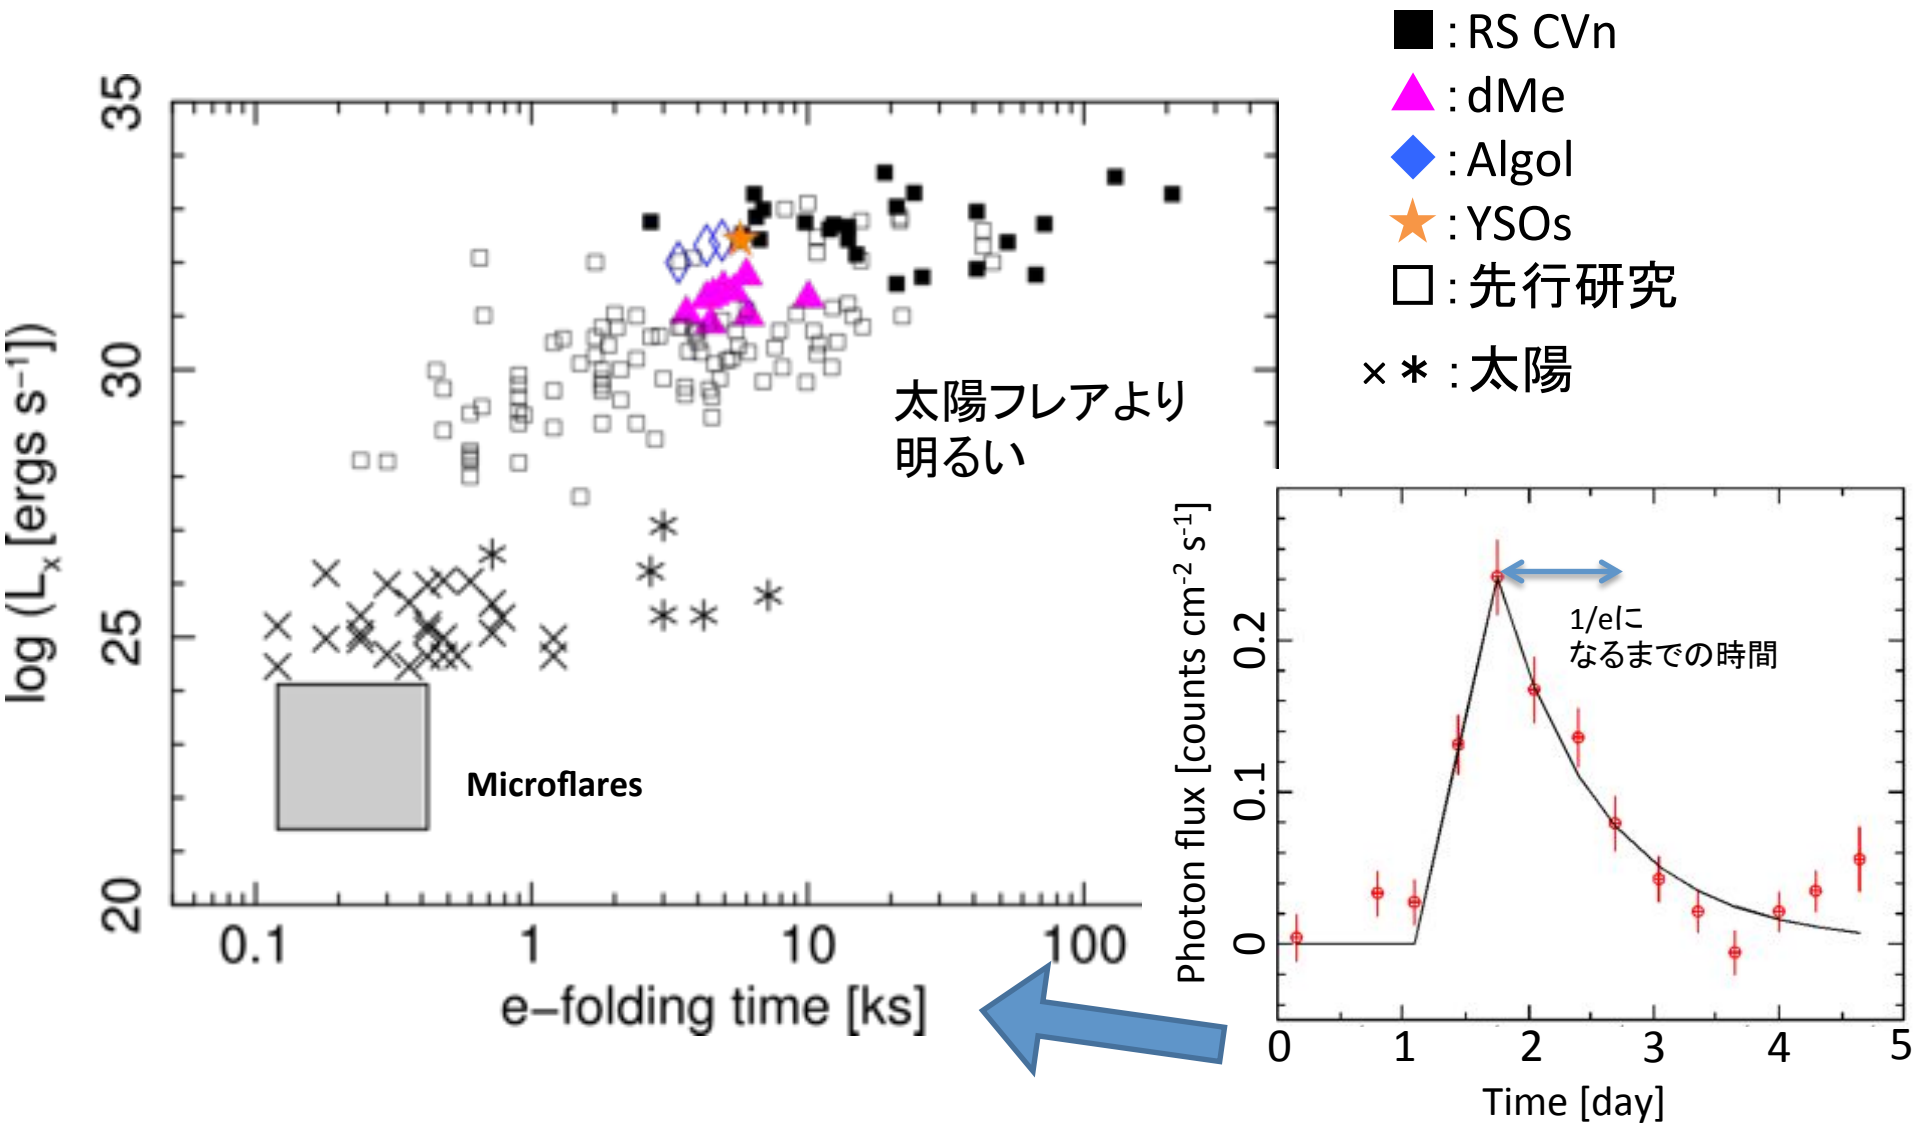 : RS CVn
: dMe
: Algol
: YSOs
: 先行研究
× * : 太陽
35
30
25
20
log (Lx [ergs s⁻¹])
太陽フレアより
明るい
Microflares
0.1 1 10 100
e−folding time [ks]
Photon flux [counts cm⁻² s⁻¹]
0.2
0.1
0
1/eに
なるまでの時間
0 1 2 3 4 5
Time [day]